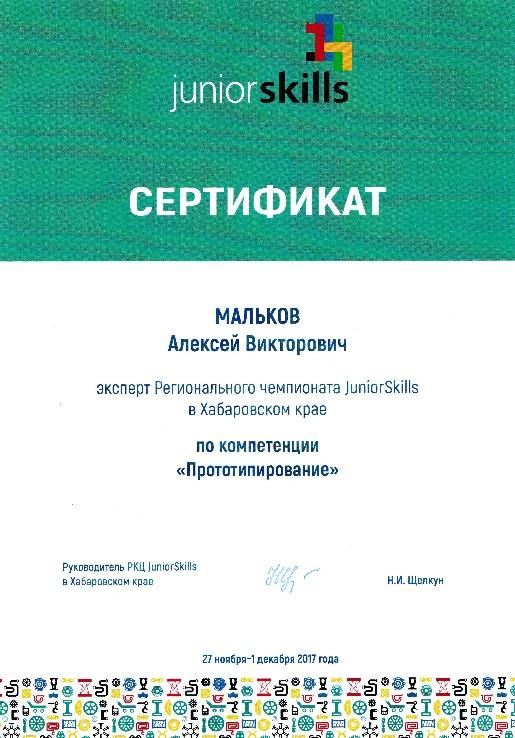 juniorskills
СЕРТИФИКАТ
МАЛЬКОВ
Алексей Викторович
эксперт Регионального чемпионата JuniorSkills
в Хабаровском крае
по компетенции
«Прототипирование»
Руководитель РКЦ JuniorSkills
в Хабаровском крае
Н.И. Щелкун
27 ноября-1 декабря 2017 года